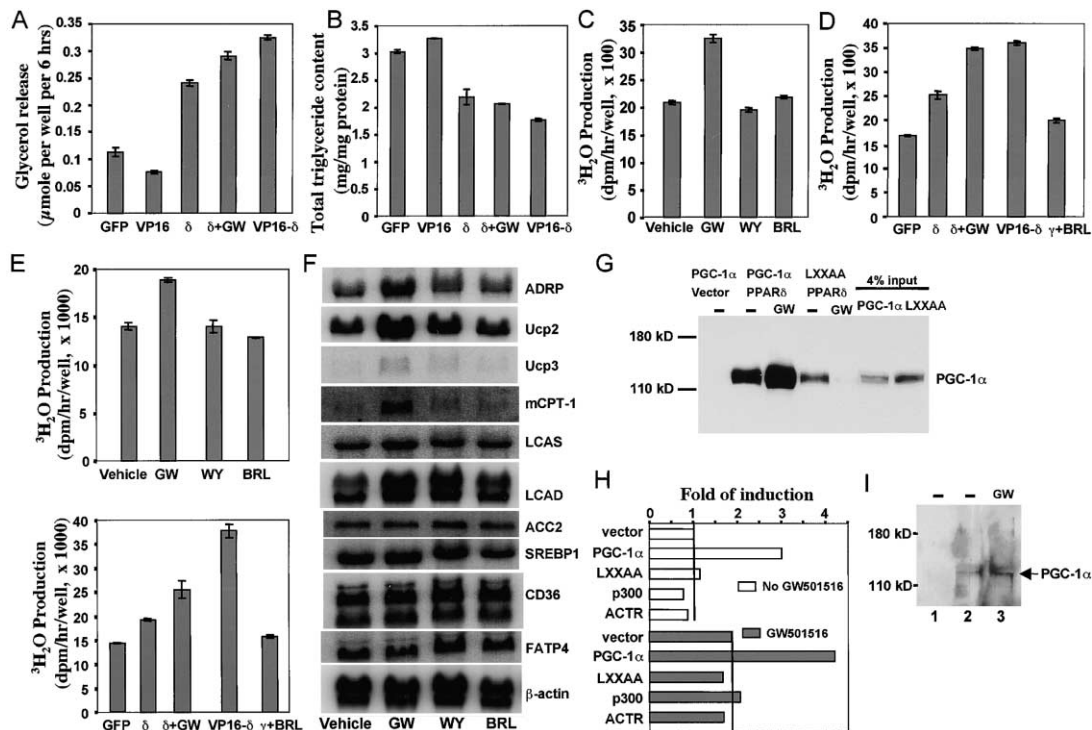 A
Glycerol release
(µmole per well per 6 hrs)
0.35
0.3
0.25
0.2
0.15
0.1
0.05
0
GFP VP16 δ δ+GW VP16-δ
B
Total triglyceride content
(mg/mg protein)
4
3.5
3
2.5
2
1.5
1
0.5
0
GFP VP16 δ δ+GW VP16-δ
C
³H₂O Production
(dpm/hr/well, x 100)
35
30
25
20
15
10
5
0
Vehicle GW WY BRL
D
³H₂O Production
(dpm/hr/well, x 100)
40
35
30
25
20
15
10
5
0
GFP δ δ+GW VP16-δ γ+BRL
E
³H₂O Production
(dpm/hr/well, x 1000)
20
15
10
5
0
Vehicle GW WY BRL
³H₂O Production
(dpm/hr/well, x 1000)
40
35
30
25
20
15
10
5
0
GFP δ δ+GW VP16-δ γ+BRL
F
ADRP
Ucp2
Ucp3
mCPT-1
LCAS
LCAD
ACC2
SREBP1
CD36
FATP4
β-actin
Vehicle GW WY BRL
G
PGC-1α PGC-1α LXXAA
Vector PPARδ PPARδ 4% input
– – GW – GW PGC-1α LXXAA
180 kD
110 kD
PGC-1α
H
Fold of induction
0 1 2 3 4
vector
PGC-1α
LXXAA
p300
ACTR
No GW501516
vector
PGC-1α
LXXAA
p300
ACTR
GW501516
I
– – GW
180 kD
110 kD
PGC-1α
1 2 3